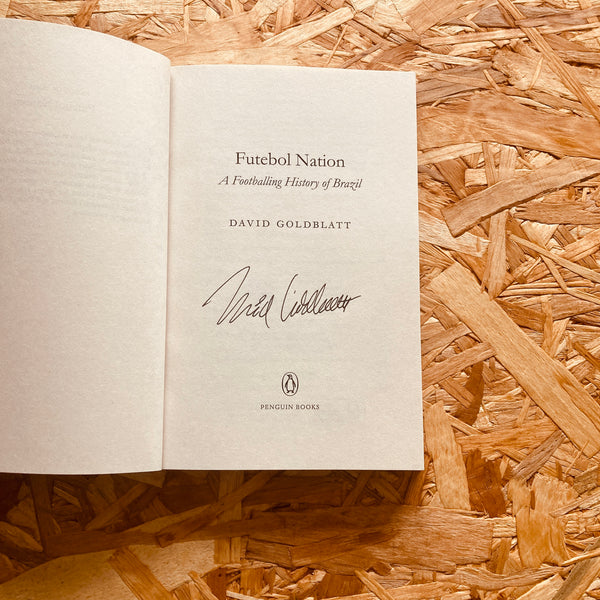 Futebol Nation
A Footballing History of Brazil
DAVID GOLDBLATT
PENGUIN BOOKS